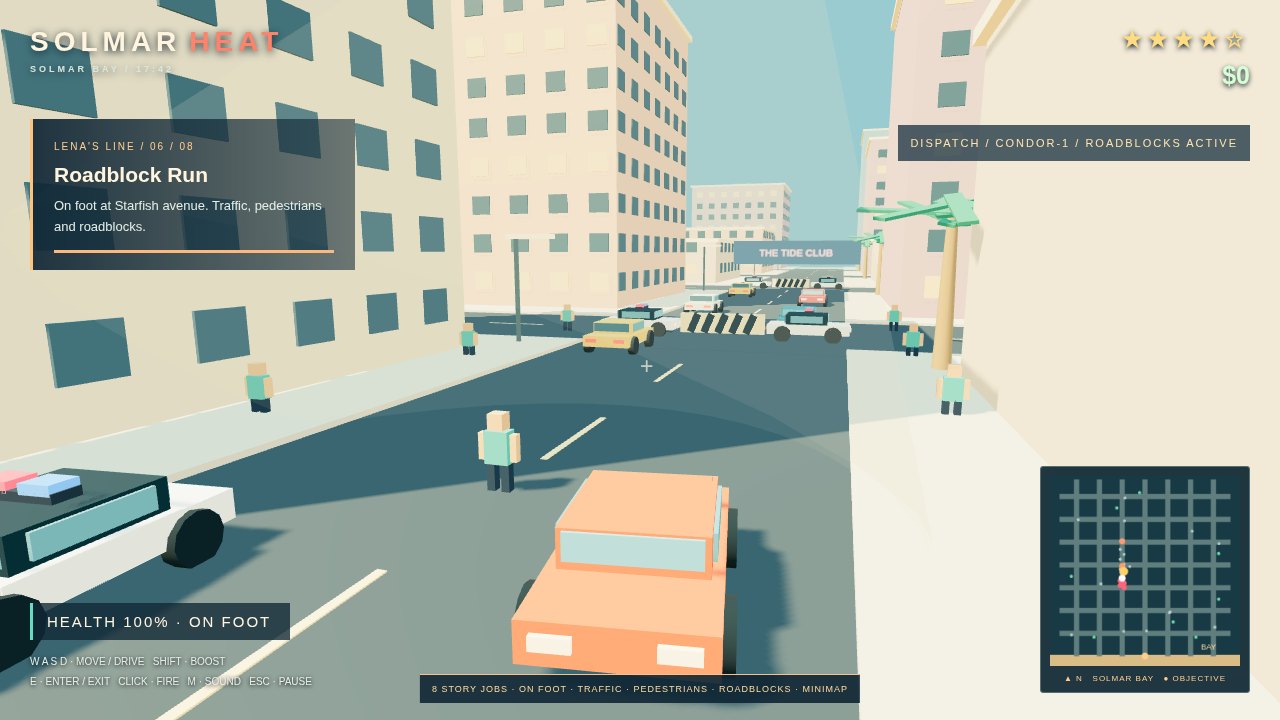 SOLMAR HEAT
SOLMAR BAY / 17:42
★★★★☆
$0
LENA'S LINE / 06 / 08
Roadblock Run
On foot at Starfish avenue. Traffic, pedestrians
and roadblocks.
DISPATCH / CONDOR-1 / ROADBLOCKS ACTIVE
THE TIDE CLUB
HEALTH 100% · ON FOOT
W A S D · MOVE / DRIVE SHIFT · BOOST
E · ENTER / EXIT CLICK · FIRE M · SOUND ESC · PAUSE
8 STORY JOBS · ON FOOT · TRAFFIC · PEDESTRIANS · ROADBLOCKS · MINIMAP
BAY
▲ N SOLMAR BAY ● OBJECTIVE